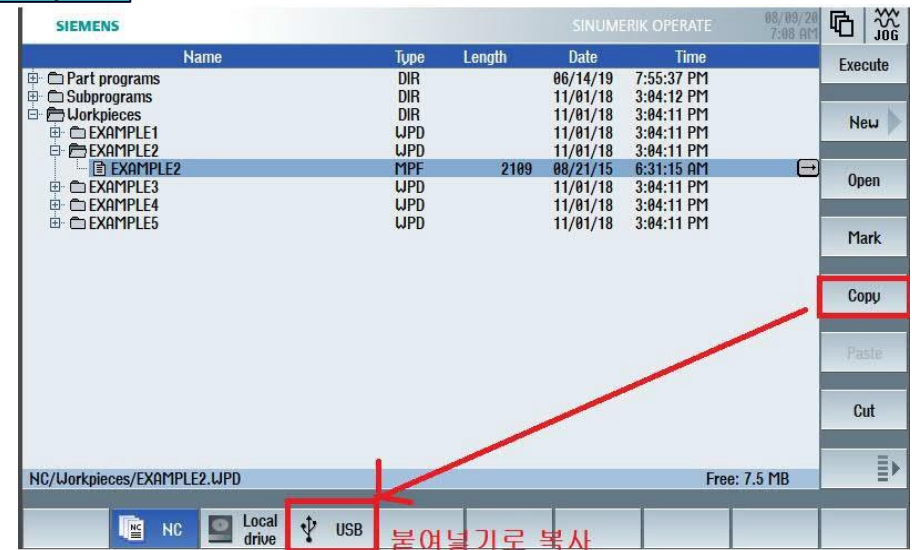 SIEMENS SINUMERIK OPERATE 08/09/20 7:08 AM JOG
Name Type Length Date Time
Part programs DIR 06/14/19 7:55:37 PM
Subprograms DIR 11/01/18 3:04:12 PM
Workpieces DIR 11/01/18 3:04:11 PM
EXAMPLE1 WPD 11/01/18 3:04:11 PM
EXAMPLE2 WPD 11/01/18 3:04:11 PM
EXAMPLE2 MPF 2109 08/21/15 6:31:15 AM
EXAMPLE3 WPD 11/01/18 3:04:11 PM
EXAMPLE4 WPD 11/01/18 3:04:11 PM
EXAMPLE5 WPD 11/01/18 3:04:11 PM
Execute
New
Open
Mark
Copy
Paste
Cut
NC/Workpieces/EXAMPLE2.WPD Free: 7.5 MB
NC NC Local drive USB
붙여넣기로 복사